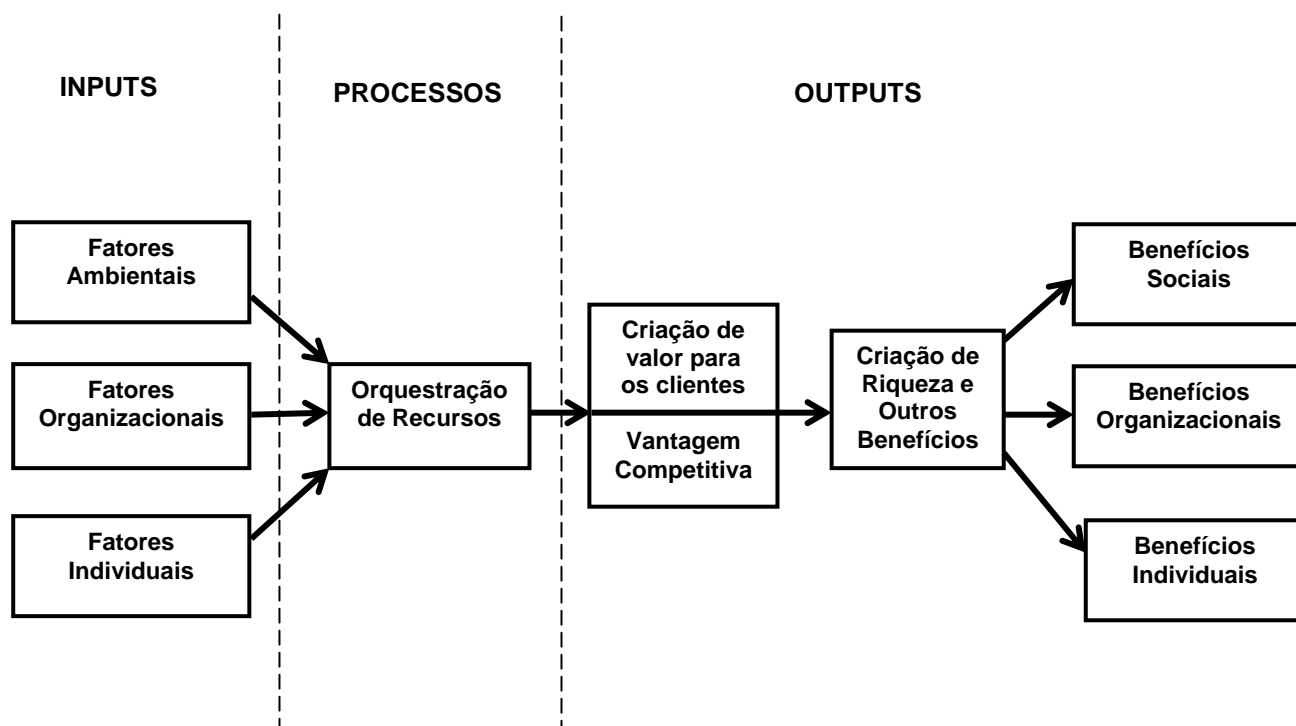 INPUTS
PROCESSOS
OUTPUTS
Fatores
Ambientais
Fatores
Organizacionais
Fatores
Individuais
Orquestração
de Recursos
Criação de
valor para
os clientes
Vantagem
Competitiva
Criação de
Riqueza e
Outros
Benefícios
Benefícios
Sociais
Benefícios
Organizacionais
Benefícios
Individuais